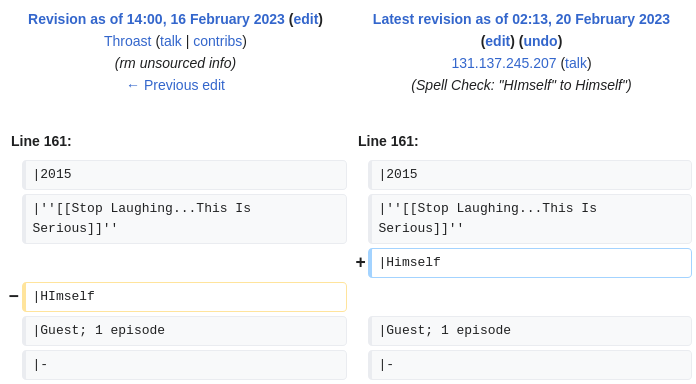 Revision as of 14:00, 16 February 2023 (edit)
Throast (talk | contribs)
(rm unsourced info)
← Previous edit
Latest revision as of 02:13, 20 February 2023
(edit) (undo)
131.137.245.207 (talk)
(Spell Check: "HImself" to Himself")
Line 161:
Line 161:
|2015
|2015
|''[[Stop Laughing...This Is
Serious]]''
|''[[Stop Laughing...This Is
Serious]]''
+ |Himself
− |HImself
|Guest; 1 episode
|Guest; 1 episode
|-
|-